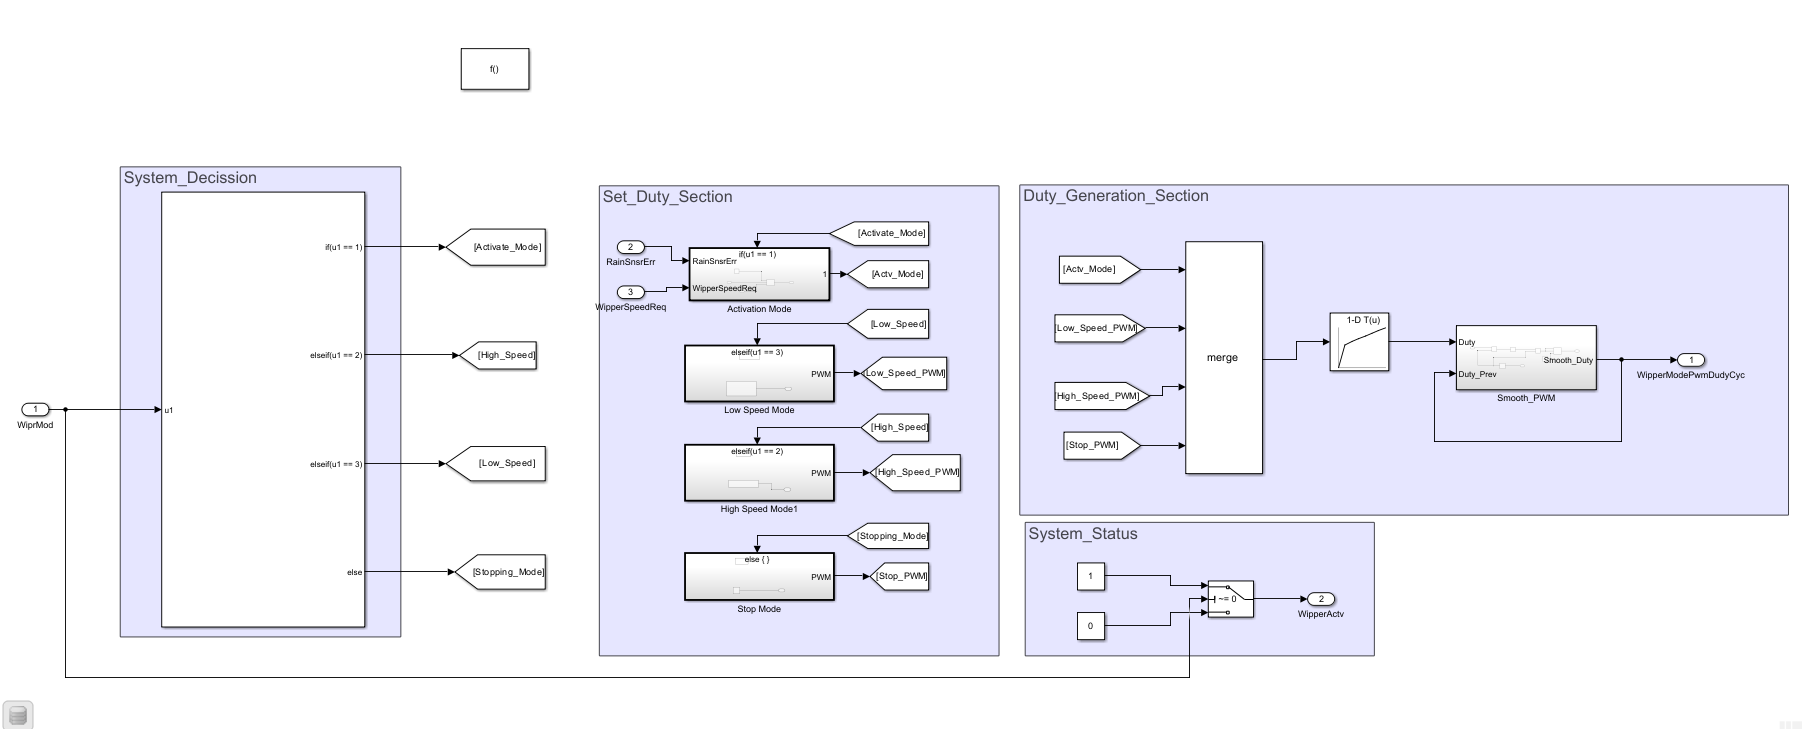 f()
System_Decission
if(u1 == 1)
elseif(u1 == 2)
u1
elseif(u1 == 3)
else
1
WiprMod
[Activate_Mode]
[High_Speed]
[Low_Speed]
[Stopping_Mode]
Set_Duty_Section
2
RainSnsrErr
3
WipperSpeedReq
[Activate_Mode]
if(u1 == 1)
RainSnsrErr
WipperSpeedReq
1
Activation Mode
[Actv_Mode]
[Low_Speed]
elseif(u1 == 3)
PWM
Low Speed Mode
[Low_Speed_PWM]
[High_Speed]
elseif(u1 == 2)
PWM
High Speed Mode1
[High_Speed_PWM]
[Stopping_Mode]
else { }
PWM
Stop Mode
[Stop_PWM]
Duty_Generation_Section
[Actv_Mode]
[Low_Speed_PWM]
[High_Speed_PWM]
[Stop_PWM]
merge
1-D T(u)
Duty
Duty_Prev
Smooth_Duty
Smooth_PWM
1
WipperModePwmDudyCyc
System_Status
1
0
~= 0
2
WipperActv